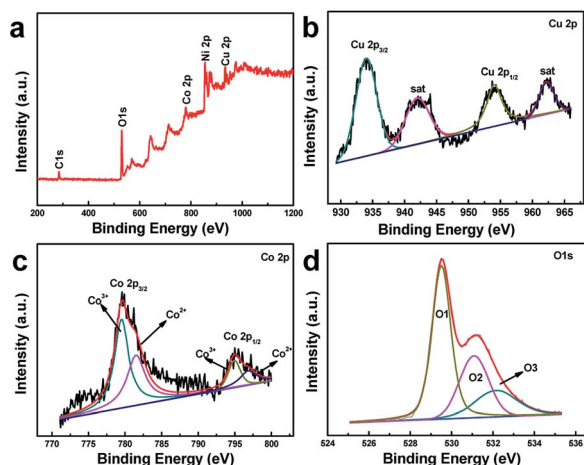 a
C1s
O1s
Co 2p
Ni 2p
Cu 2p
Intensity (a.u.)
200 400 600 800 1000 1200
Binding Energy (eV)
b
Cu 2p
Cu 2p3/2
sat
Cu 2p1/2
sat
Intensity (a.u.)
930 935 940 945 950 955 960 965
Binding Energy (eV)
c
Co 2p
Co 2p3/2
Co3+
Co2+
Co 2p1/2
Co3+
Co2+
Intensity (a.u.)
770 775 780 785 790 795 800
Binding Energy (eV)
d
O1s
O1
O2
O3
Intensity (a.u.)
524 526 528 530 532 534 536
Binding Energy (eV)